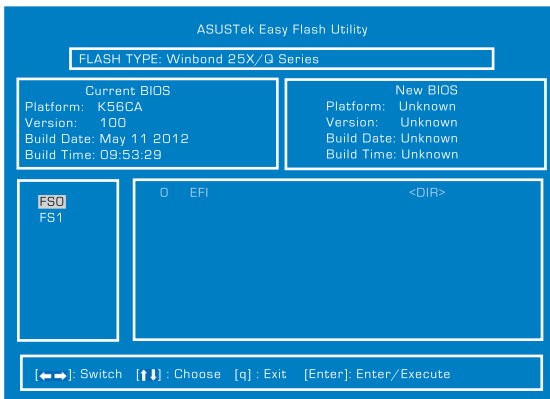 ASUSTek Easy Flash Utility
FLASH TYPE: Winbond 25X/Q Series
Current BIOS
Platform: K56CA
Version: 100
Build Date: May 11 2012
Build Time: 09:53:29
New BIOS
Platform: Unknown
Version: Unknown
Build Date: Unknown
Build Time: Unknown
FS0
FS1
0 EFI <DIR>
[←→]: Switch [↑↓] : Choose [q] : Exit [Enter]: Enter/Execute